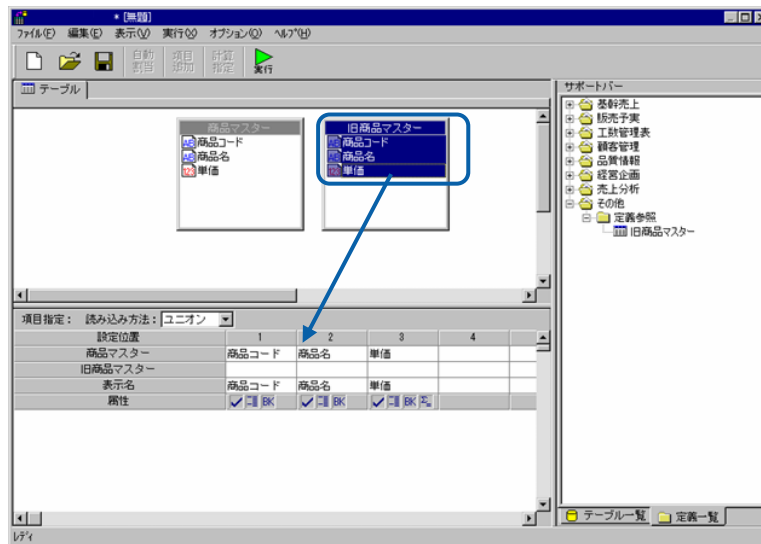 * [無題]
ファイル(F) 編集(E) 表示(V) 実行(X) オプション(O) ヘルプ(H)
自動割当 項目追加 計算指定 実行
テーブル
商品マスター
商品コード
商品名
単価
旧商品マスター
商品コード
商品名
単価
項目指定： 読み込み方法： ユニオン
設定位置 1 2 3 4
商品マスター 商品コード 商品名 単価
旧商品マスター
表示名 商品コード 商品名 単価
属性 BK BK BK Σ
サポートバー
基幹売上
販売予実
工数管理表
顧客管理
品質情報
経営企画
売上分析
その他
定義参照
旧商品マスター
テーブル一覧 定義一覧
レディ